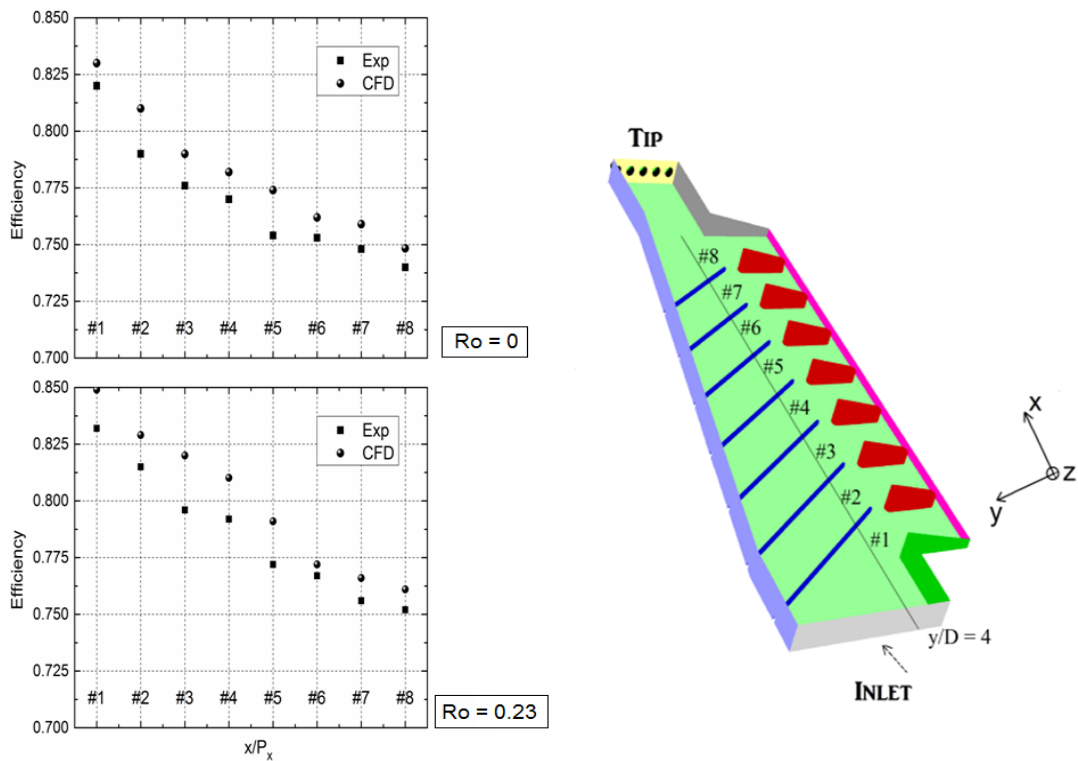 0.850
0.825
0.800
0.775
0.750
0.725
0.700
Efficiency
Exp
CFD
#1 #2 #3 #4 #5 #6 #7 #8
Ro = 0
0.850
0.825
0.800
0.775
0.750
0.725
0.700
Efficiency
Exp
CFD
#1 #2 #3 #4 #5 #6 #7 #8
x/Pₓ
Ro = 0.23
TIP
#8
#7
#6
#5
#4
#3
#2
#1
y/D = 4
INLET
x
y
z